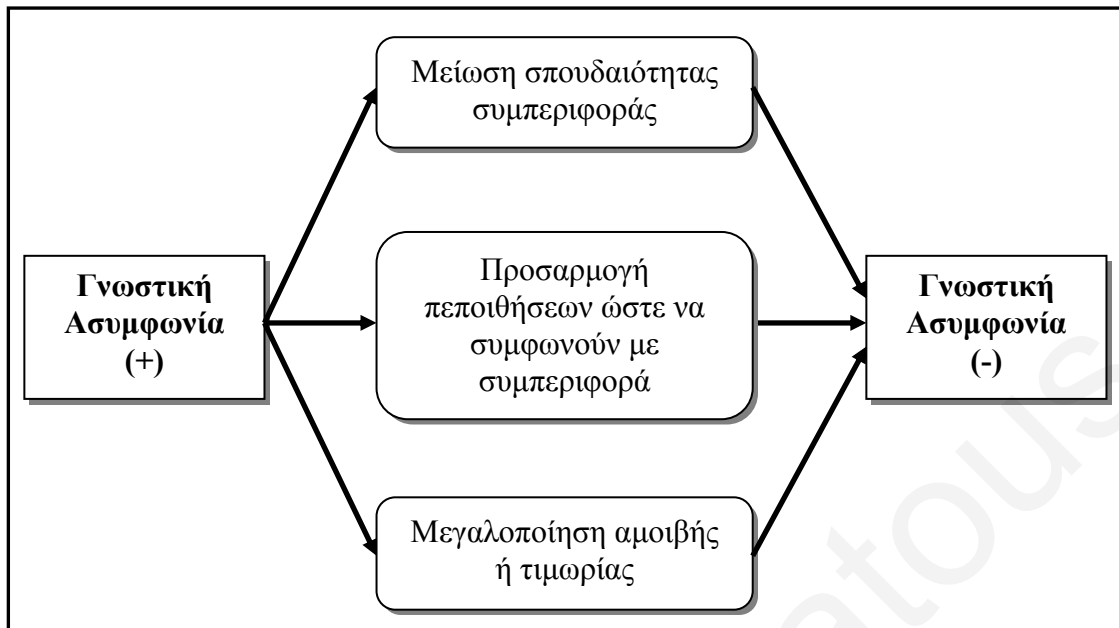 Μείωση σπουδαιότητας
συμπεριφοράς
Γνωστική
Ασυμφωνία
(+)
Προσαρμογή
πεποιθήσεων ώστε να
συμφωνούν με
συμπεριφορά
Γνωστική
Ασυμφωνία
(-)
Μεγαλοποίηση αμοιβής
ή τιμωρίας